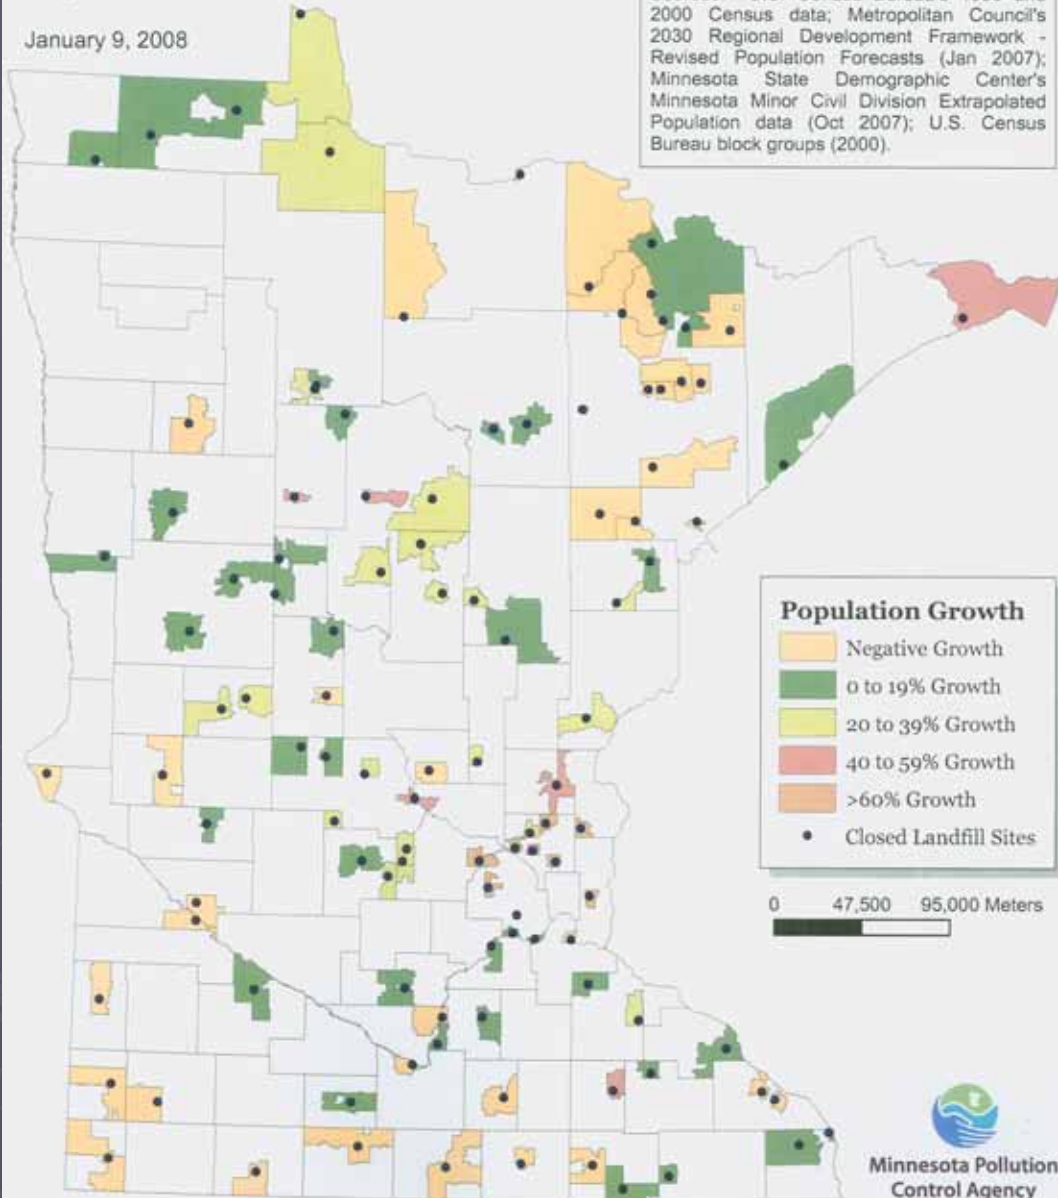 January 9, 2008
2000 Census data; Metropolitan Council's
2030 Regional Development Framework -
Revised Population Forecasts (Jan 2007);
Minnesota State Demographic Center's
Minnesota Minor Civil Division Extrapolated
Population data (Oct 2007); U.S. Census
Bureau block groups (2000).
Population Growth
Negative Growth
0 to 19% Growth
20 to 39% Growth
40 to 59% Growth
>60% Growth
Closed Landfill Sites
0 47,500 95,000 Meters
Minnesota Pollution
Control Agency